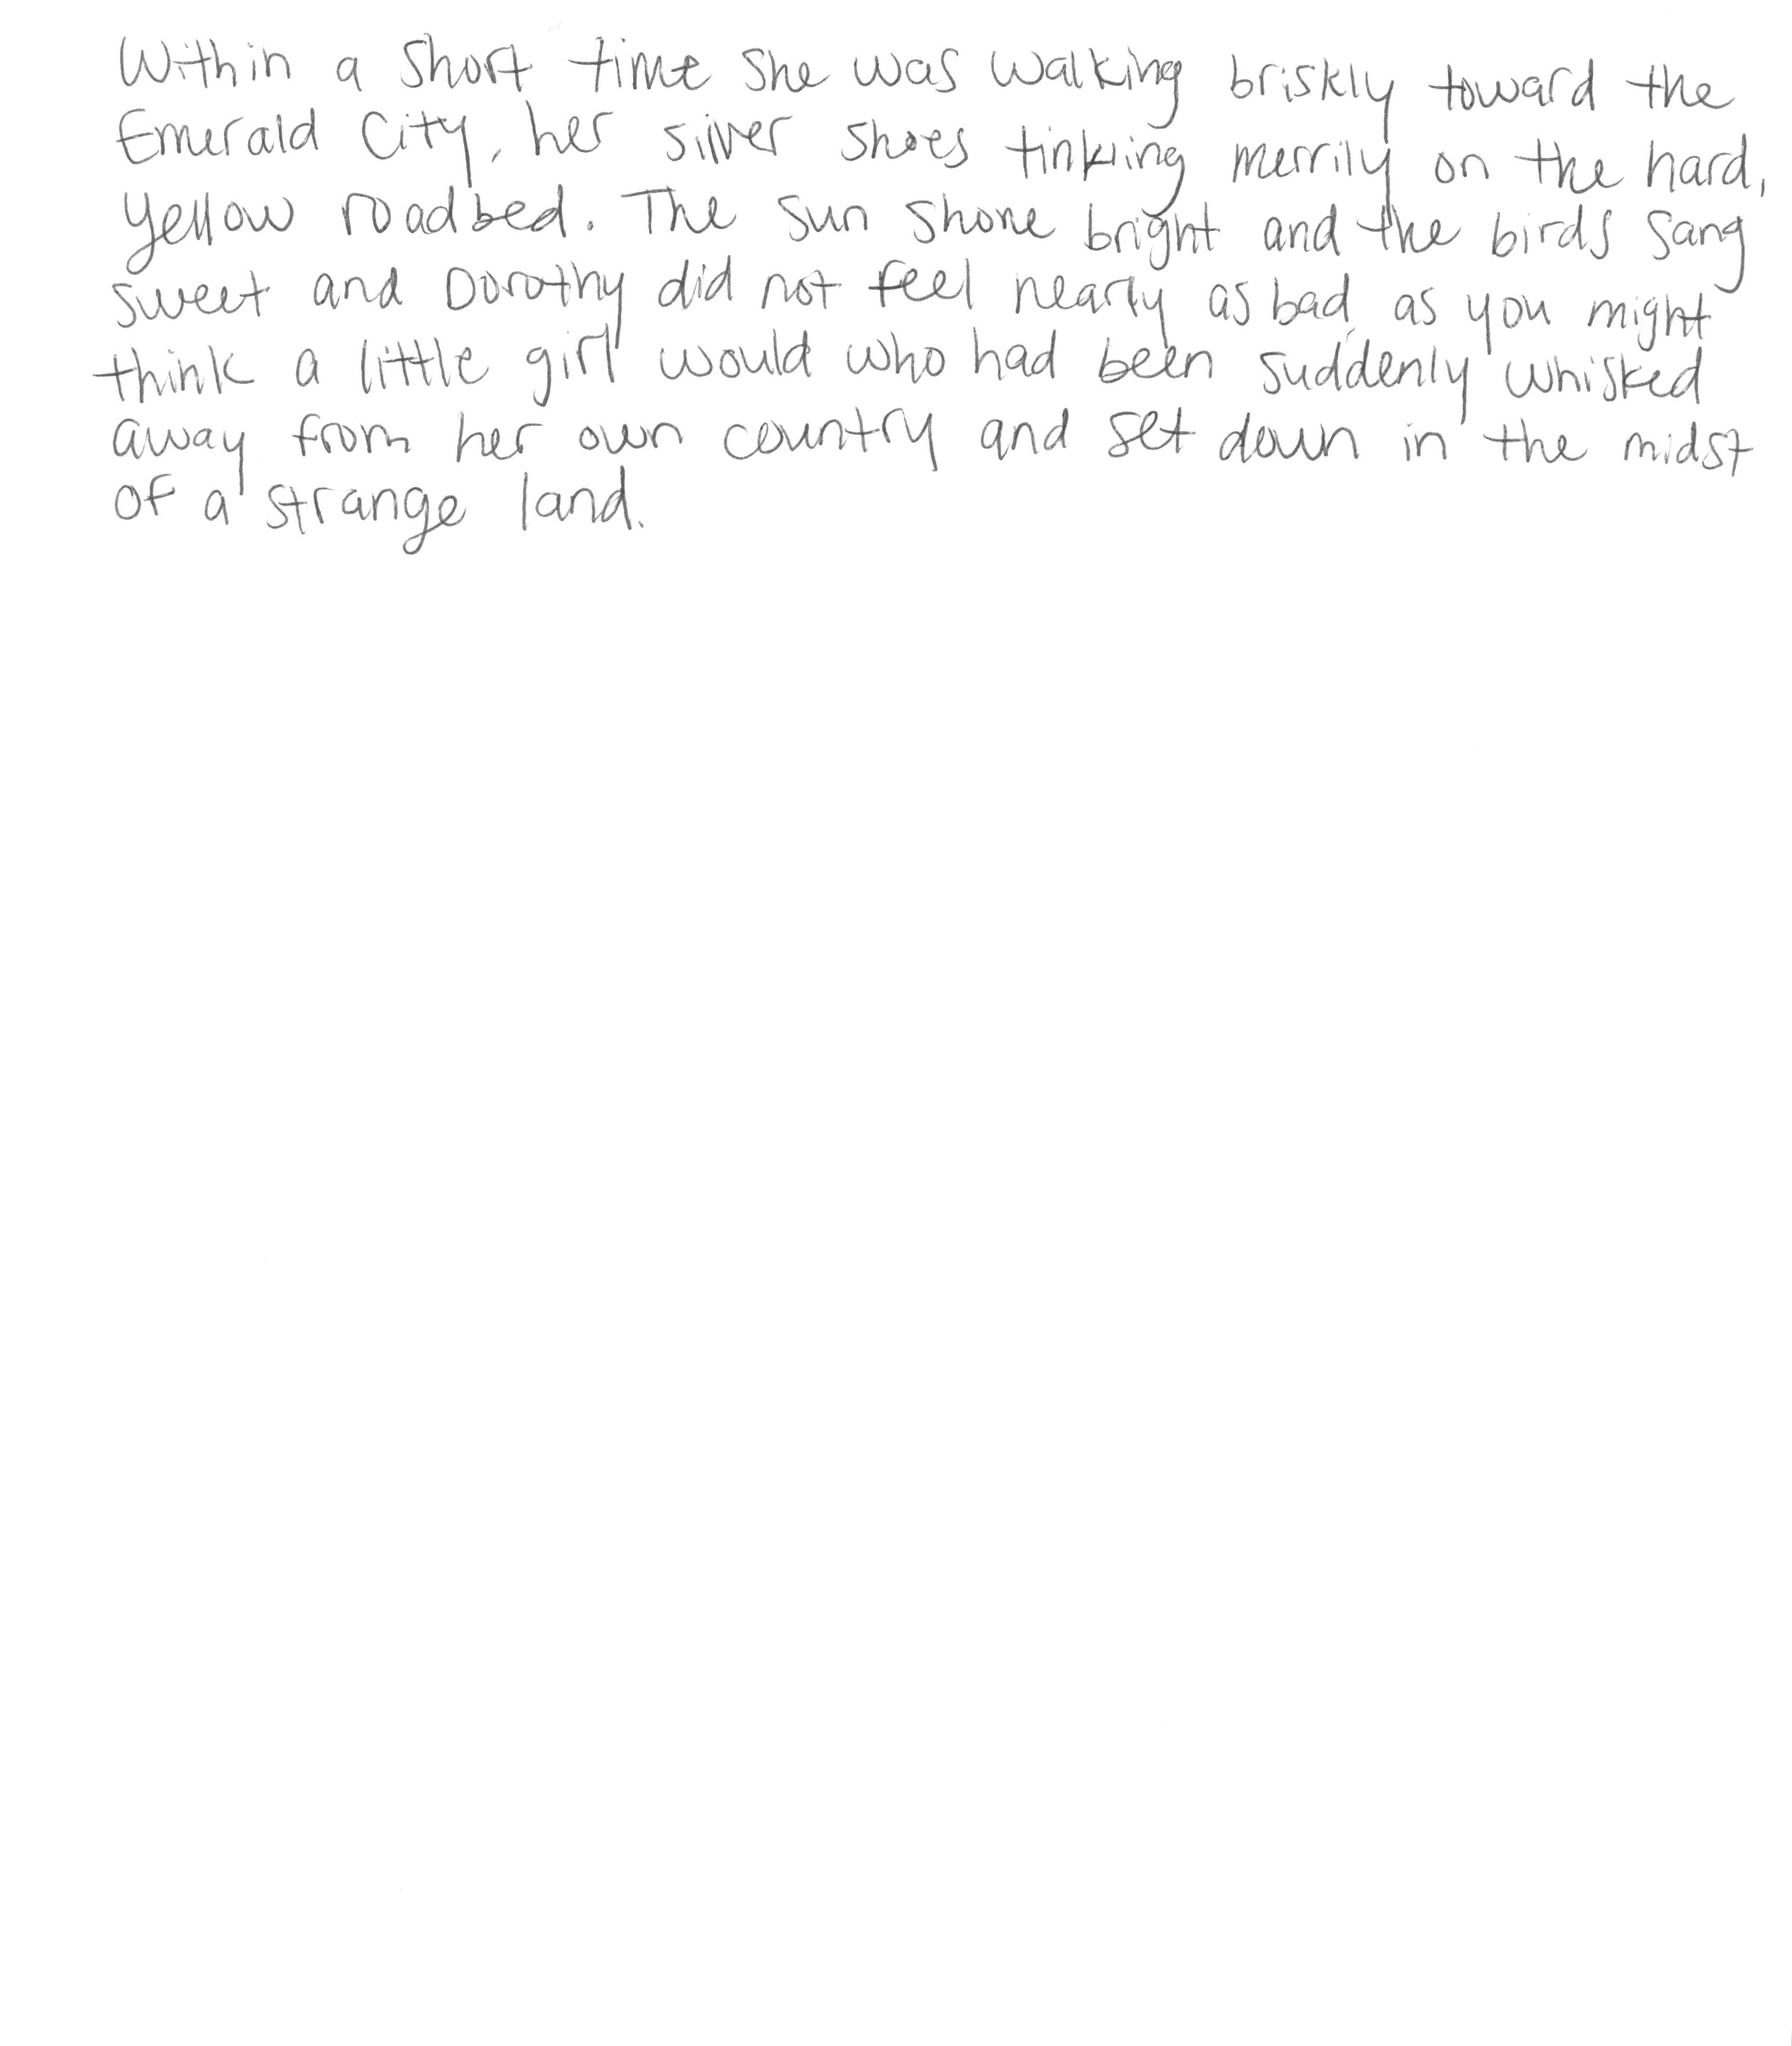 Within a short time she was walking briskly toward the
Emerald City, her silver shoes tinkling merrily on the hard,
yellow roadbed. The sun shone bright and the birds sang
sweet and Dorothy did not feel nearly as bad as you might
think a little girl would who had been suddenly whisked
away from her own country and set down in the midst
of a strange land.